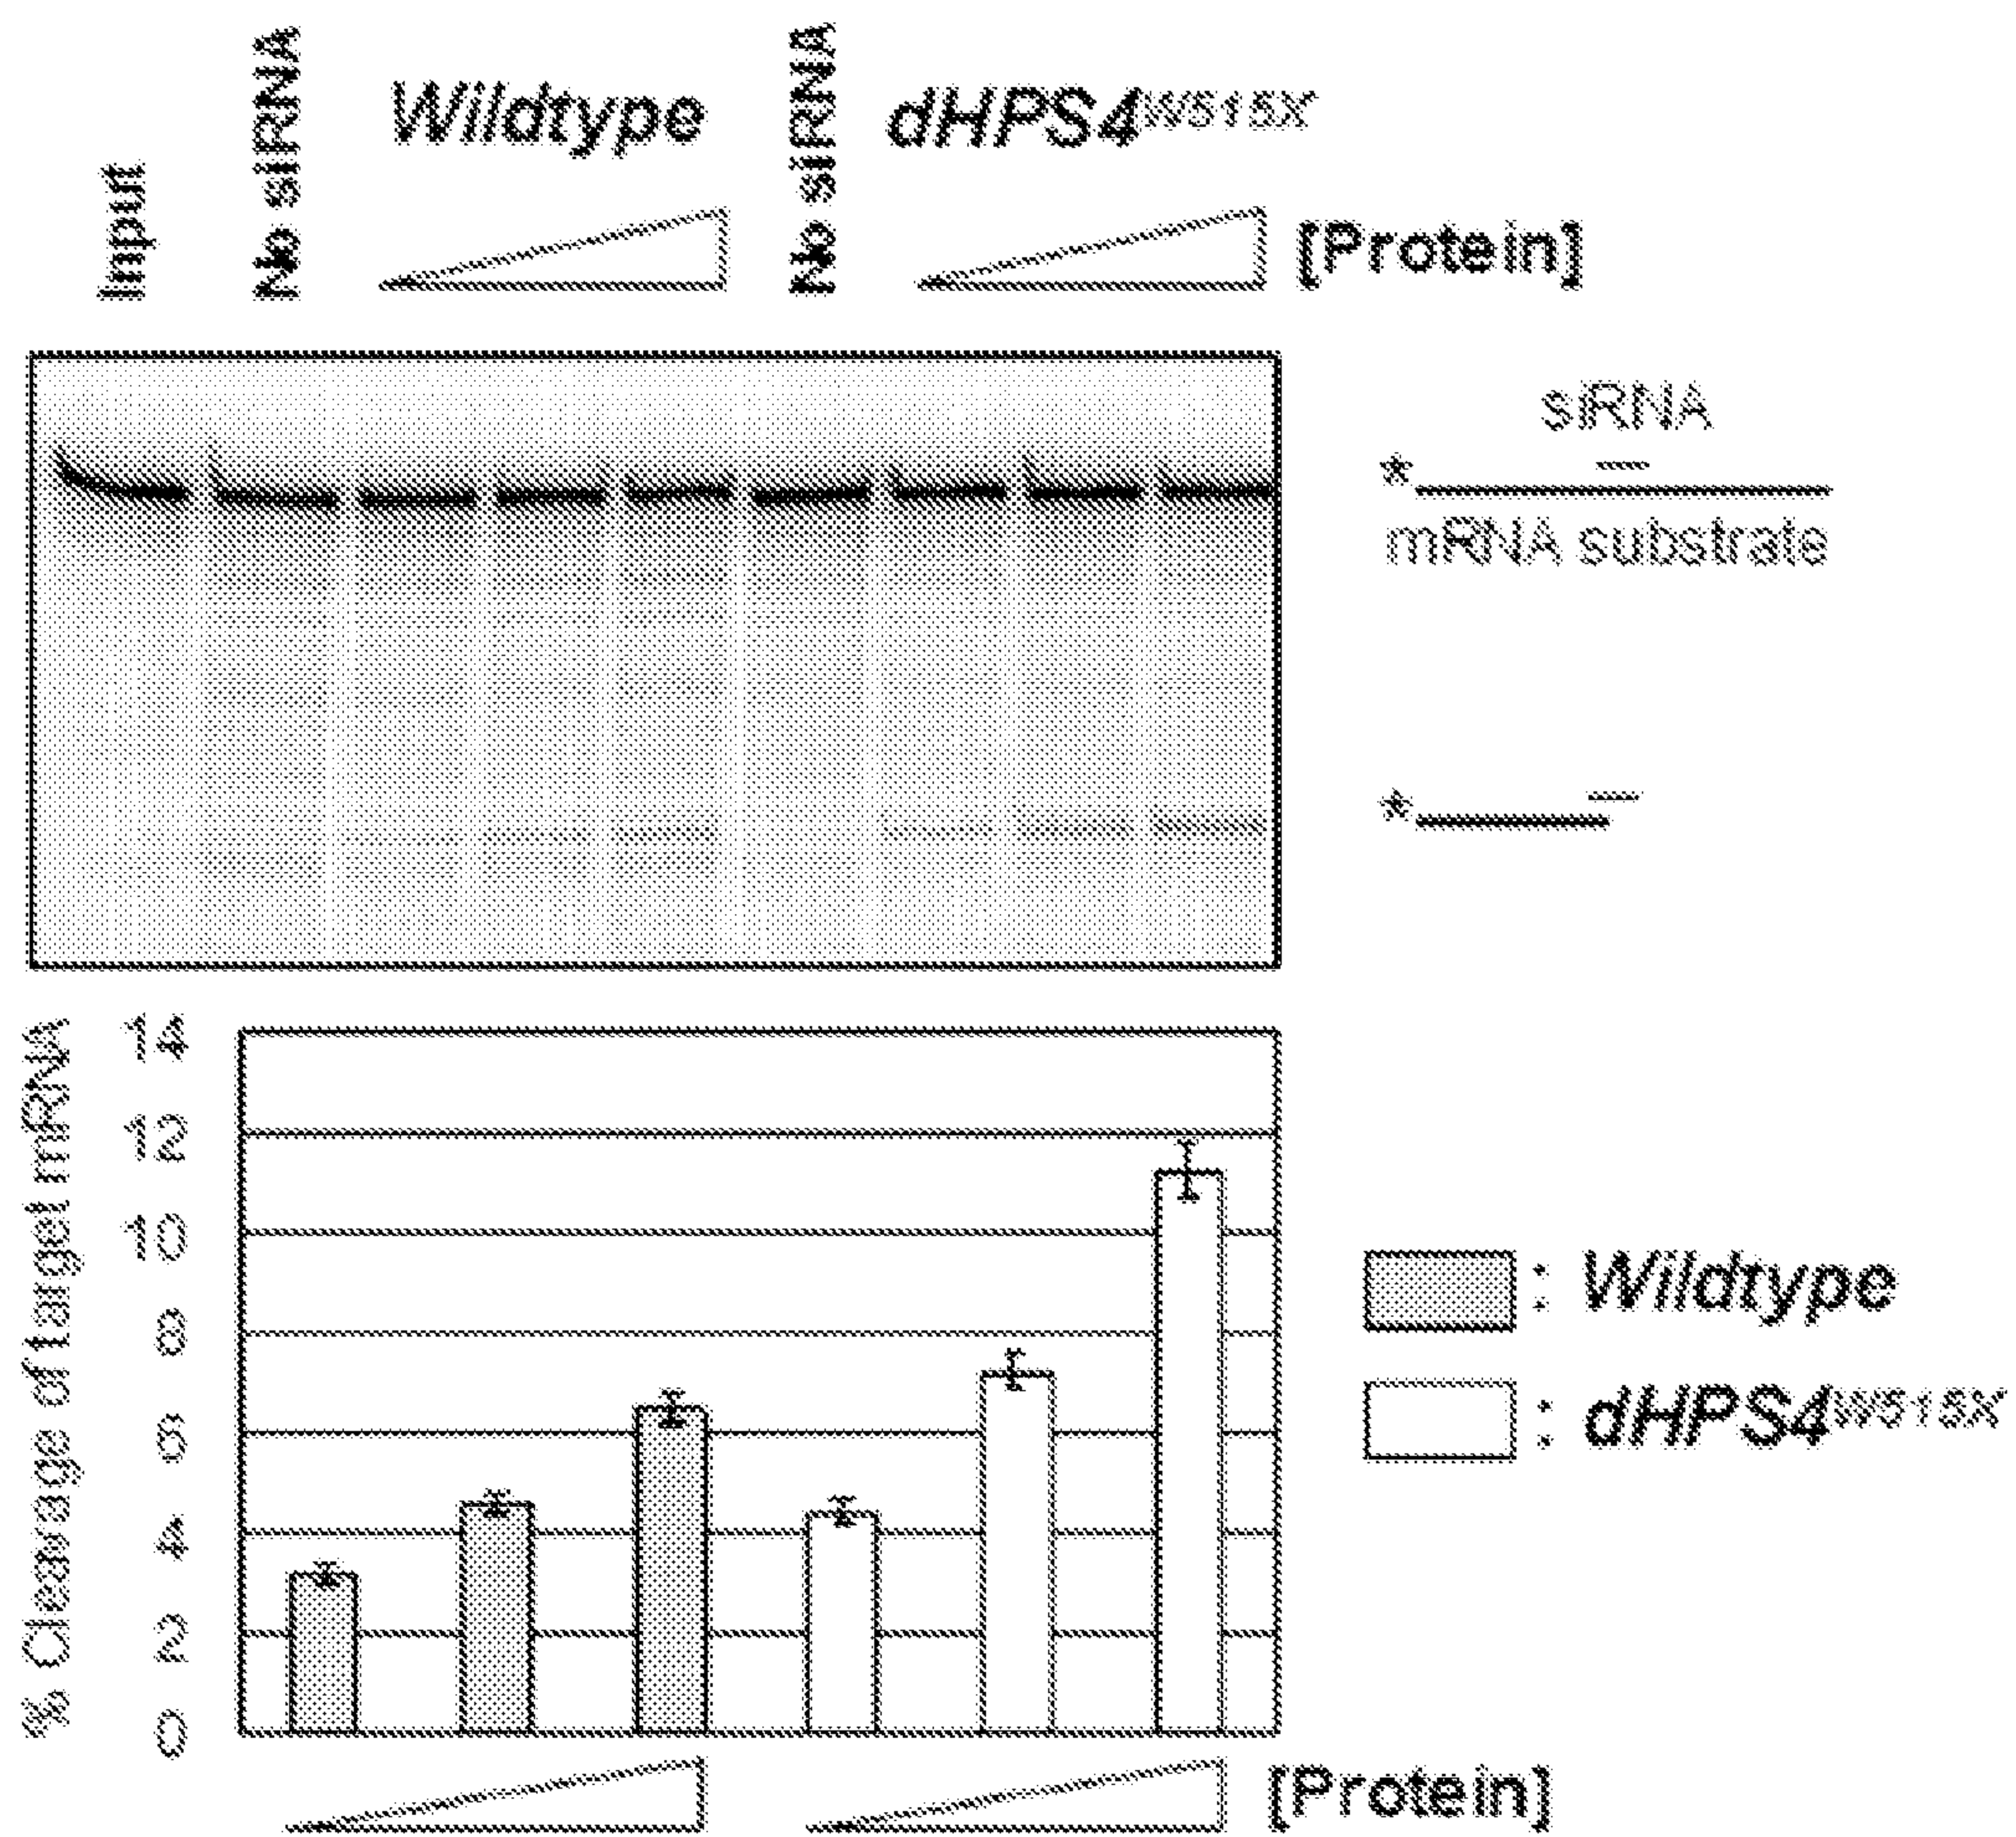 Input
No siRNA
Wildtype
No siRNA
dHPS4W515X
[Protein]
siRNA
*
mRNA substrate
*
% Cleavage of target mRNA
14
12
10
8
6
4
2
0
: Wildtype
: dHPS4W515X
[Protein]